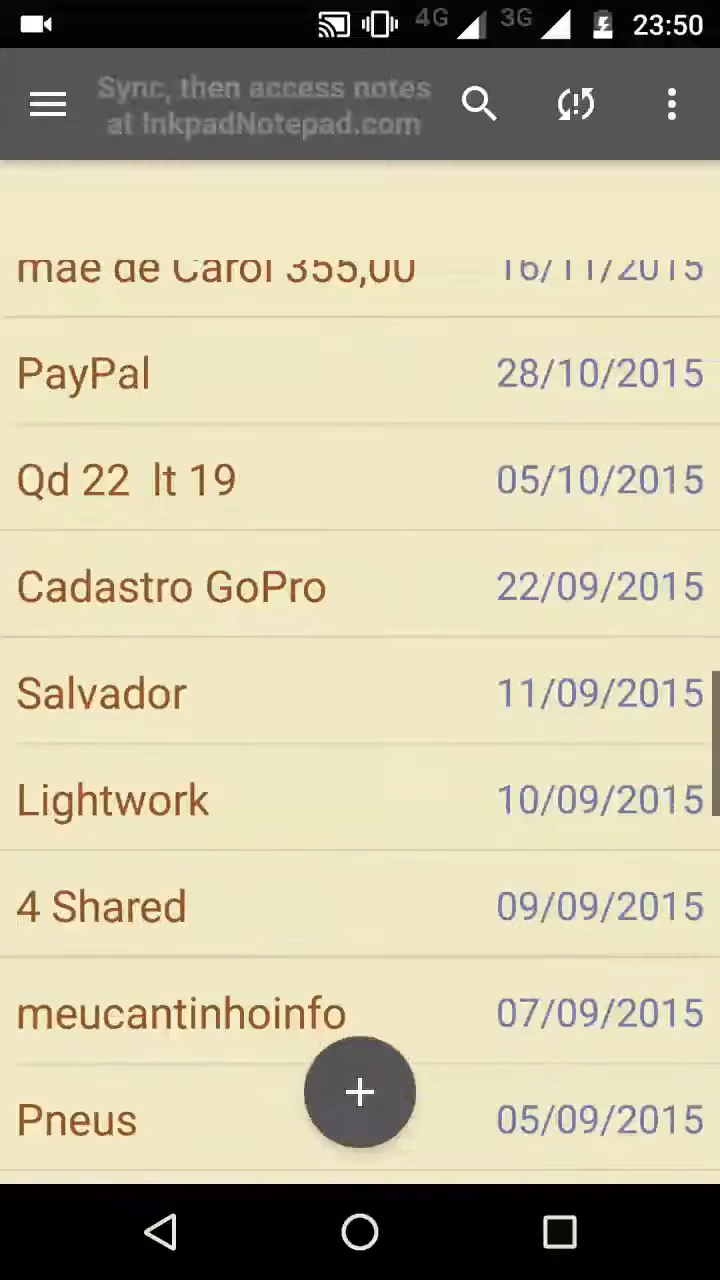 4G 3G 23:50
Sync, then access notes
at InkpadNotepad.com
mae de Carol 355,00 16/11/2015
PayPal 28/10/2015
Qd 22 lt 19 05/10/2015
Cadastro GoPro 22/09/2015
Salvador 11/09/2015
Lightwork 10/09/2015
4 Shared 09/09/2015
meucantinhoinfo 07/09/2015
Pneus 05/09/2015